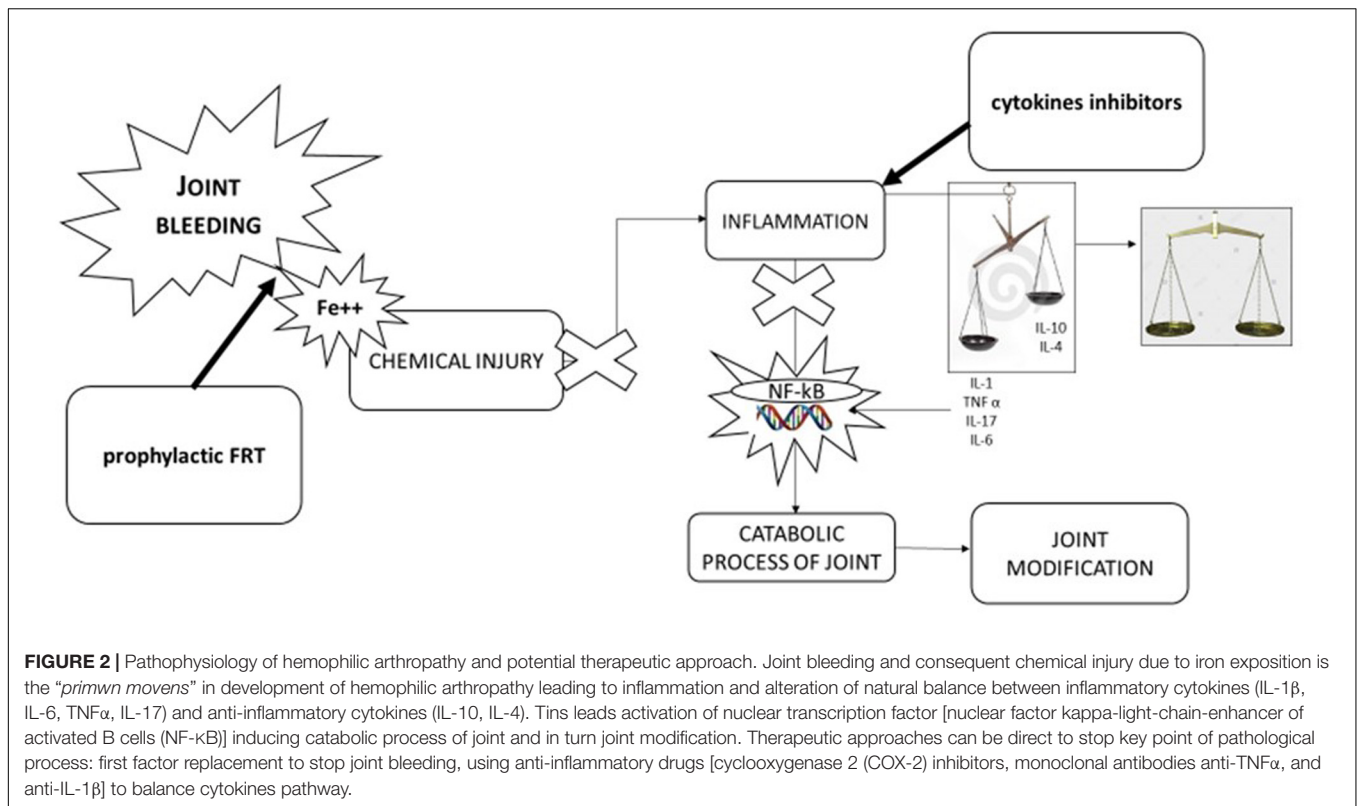 JOINT
BLEEDING
Fe++
CHEMICAL INJURY
prophylactic FRT
cytokines inhibitors
INFLAMMATION
IL-10
IL-4
IL-1
TNF α
IL-17
IL-6
NF-kB
CATABOLIC
PROCESS OF JOINT
JOINT
MODIFICATION
FIGURE 2 | Pathophysiology of hemophilic arthropathy and potential therapeutic approach. Joint bleeding and consequent chemical injury due to iron exposition is
the “primwn movens” in development of hemophilic arthropathy leading to inflammation and alteration of natural balance between inflammatory cytokines (IL-1β,
IL-6, TNFα, IL-17) and anti-inflammatory cytokines (IL-10, IL-4). Tins leads activation of nuclear transcription factor [nuclear factor kappa-light-chain-enhancer of
activated B cells (NF-κB)] inducing catabolic process of joint and in turn joint modification. Therapeutic approaches can be direct to stop key point of pathological
process: first factor replacement to stop joint bleeding, using anti-inflammatory drugs [cyclooxygenase 2 (COX-2) inhibitors, monoclonal antibodies anti-TNFα, and
anti-IL-1β] to balance cytokines pathway.